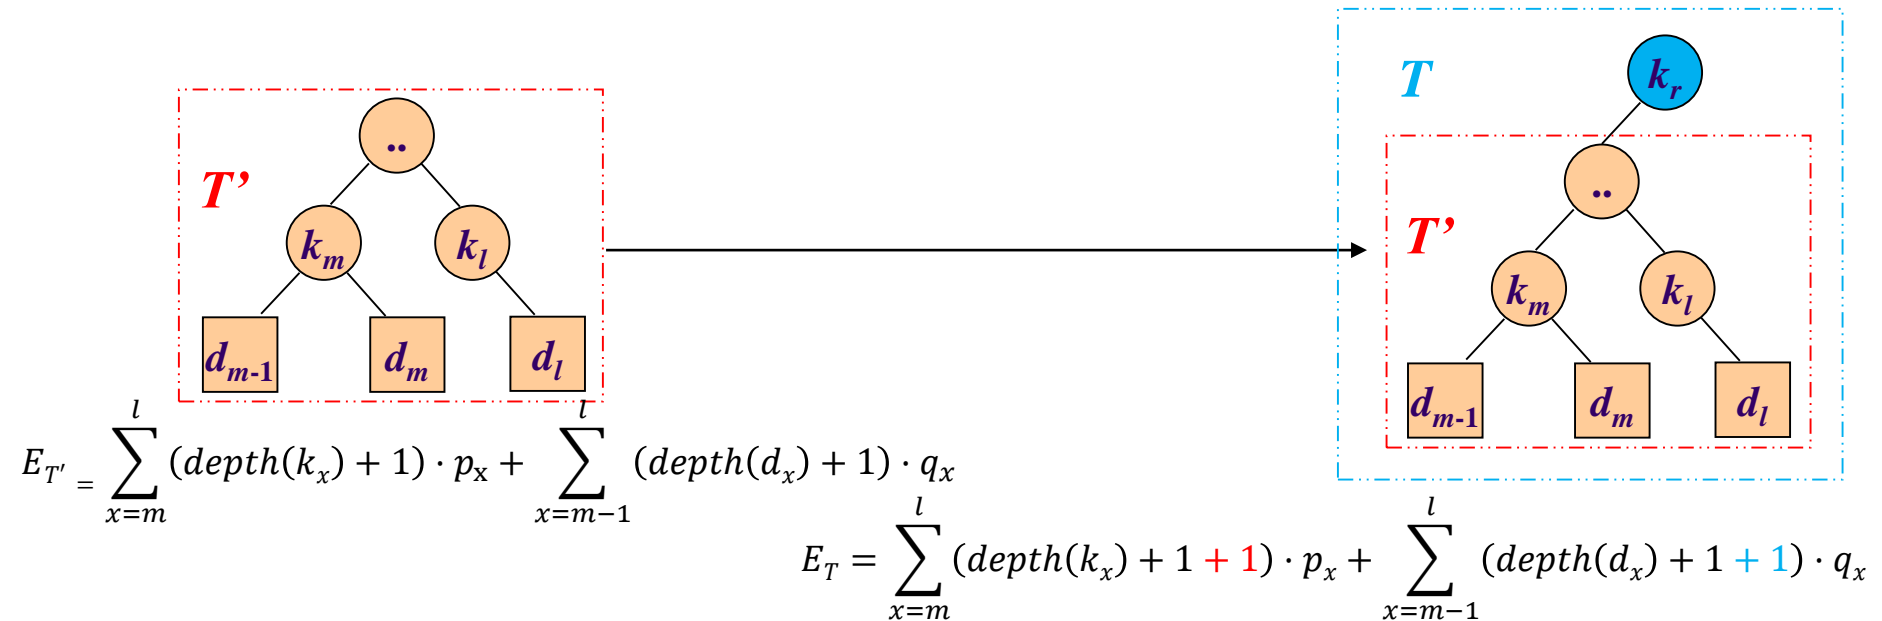 T’
..
k_m k_l
d_{m-1} d_m d_l
E_{T'} = \sum_{x=m}^{l} (depth(k_x) + 1) · p_x + \sum_{x=m-1}^{l} (depth(d_x) + 1) · q_x
T
k_r
T’
..
k_m k_l
d_{m-1} d_m d_l
E_T = \sum_{x=m}^{l} (depth(k_x) + 1 + 1) · p_x + \sum_{x=m-1}^{l} (depth(d_x) + 1 + 1) · q_x